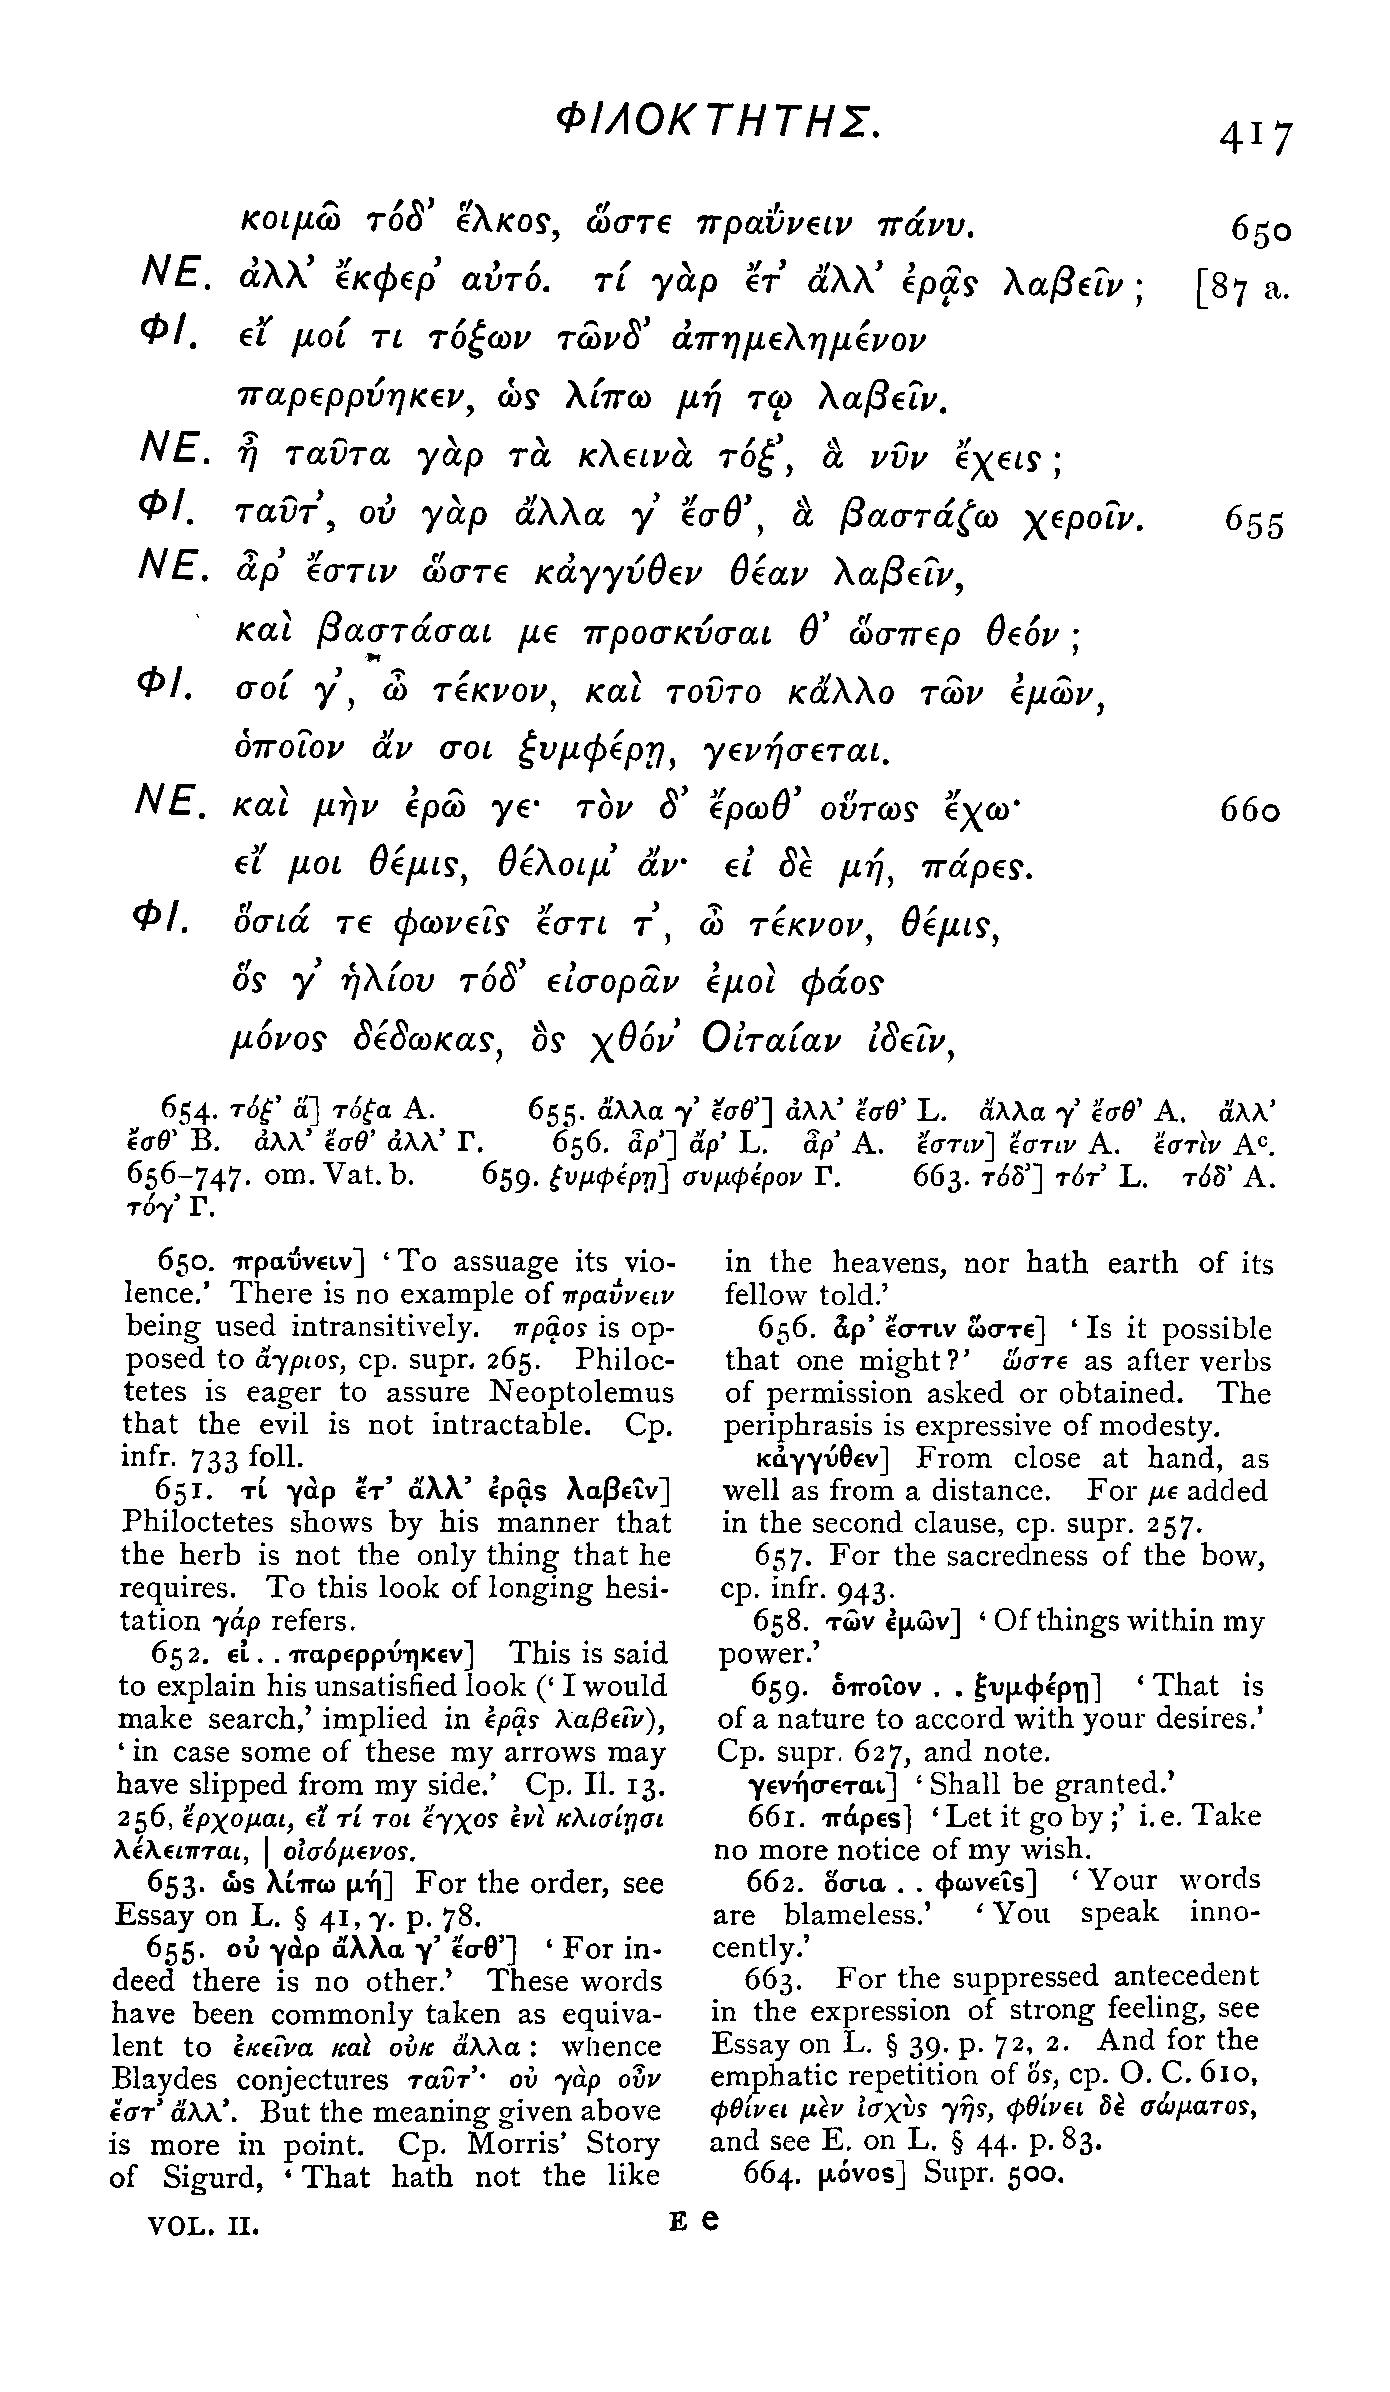 ΦΙΛΟΚΤΗΤΗΣ.
417
κοιμῶ τόδ’ ἕλκος, ὥστε πραΰνειν πάνυ. 650
ΝΕ. ἀλλ’ ἔκφερ’ αὐτό. τί γὰρ ἔτ’ ἄλλ’ ἐρᾷς λαβεῖν ; [87 a.
ΦΙ. εἴ μοί τι τόξων τῶνδ’ ἀπημελημένον
παρερρύηκεν, ὡς λίπω μή τῳ λαβεῖν.
ΝΕ. ἦ ταῦτα γὰρ τὰ κλεινὰ τόξ’, ἃ νῦν ἔχεις ;
ΦΙ. ταῦτ’, οὐ γὰρ ἄλλα γ’ ἔσθ’, ἃ βαστάζω χεροῖν. 655
ΝΕ. ἆρ’ ἔστιν ὥστε κἀγγύθεν θέαν λαβεῖν,
καὶ βαστάσαι με προσκύσαι θ’ ὥσπερ θεόν ;
ΦΙ. σοί γ’, ὦ τέκνον, καὶ τοῦτο κἄλλο τῶν ἐμῶν,
ὁποῖον ἄν σοι ξυμφέρῃ, γενήσεται.
ΝΕ. καὶ μὴν ἐρῶ γε· τὸν δ’ ἔρωθ’ οὕτως ἔχω· 660
εἴ μοι θέμις, θέλοιμ’ ἄν· εἰ δὲ μή, πάρες.
ΦΙ. ὅσιά τε φωνεῖς ἔστι τ’, ὦ τέκνον, θέμις,
ὅς γ’ ἡλίου τόδ’ εἰσορᾶν ἐμοὶ φάος
μόνος δέδωκας, ὃς χθόν’ Οἰταίαν ἰδεῖν,
654. τόξ’ ἅ] τόξα A. 655. ἄλλα γ’ ἔσθ’] ἀλλ’ ἔσθ’ L. ἄλλα γ’ ἔσθ’ A. ἄλλ’
ἔσθ’ B. ἀλλ’ ἔσθ’ ἀλλ’ Γ. 656. ἆρ’] ἄρ’ L. ἆρ’ A. ἔστιν] ἔστιν A. ἔστὶν Aᶜ.
656–747. om. Vat. b. 659. ξυμφέρῃ] συμφέρον Γ. 663. τόδ’] τότ’ L. τόδ’ A.
τόγ’ Γ.
650. πραΰνειν] ‘To assuage its vio-
lence.’ There is no example of πραΰνειν
being used intransitively. πρᾷος is op-
posed to ἄγριος, cp. supr. 265. Philoc-
tetes is eager to assure Neoptolemus
that the evil is not intractable. Cp.
infr. 733 foll.
651. τί γὰρ ἔτ’ ἄλλ’ ἐρᾷς λαβεῖν]
Philoctetes shows by his manner that
the herb is not the only thing that he
requires. To this look of longing hesi-
tation γάρ refers.
652. εἰ . . παρερρύηκεν] This is said
to explain his unsatisfied look (‘I would
make search,’ implied in ἐρᾷς λαβεῖν),
‘in case some of these my arrows may
have slipped from my side.’ Cp. Il. 13.
256, ἔρχομαι, εἴ τί τοι ἔγχος ἐνὶ κλισίῃσι
λέλειπται, | οἰσόμενος.
653. ὡς λίπω μή] For the order, see
Essay on L. § 41, γ. p. 78.
655. οὐ γὰρ ἄλλα γ’ ἔσθ’] ‘For in-
deed there is no other.’ These words
have been commonly taken as equiva-
lent to ἐκεῖνα καὶ οὐκ ἄλλα : whence
Blaydes conjectures ταῦτ’· οὐ γὰρ οὖν
ἔστ’ ἄλλ’. But the meaning given above
is more in point. Cp. Morris’ Story
of Sigurd, ‘That hath not the like
in the heavens, nor hath earth of its
fellow told.’
656. ἆρ’ ἔστιν ὥστε] ‘Is it possible
that one might?’ ὥστε as after verbs
of permission asked or obtained. The
periphrasis is expressive of modesty.
κἀγγύθεν] From close at hand, as
well as from a distance. For με added
in the second clause, cp. supr. 257.
657. For the sacredness of the bow,
cp. infr. 943.
658. τῶν ἐμῶν] ‘Of things within my
power.’
659. ὁποῖον . . ξυμφέρῃ] ‘That is
of a nature to accord with your desires.’
Cp. supr. 627, and note.
γενήσεται] ‘Shall be granted.’
661. πάρες] ‘Let it go by;’ i.e. Take
no more notice of my wish.
662. ὅσια . . φωνεῖς] ‘Your words
are blameless.’ ‘You speak inno-
cently.’
663. For the suppressed antecedent
in the expression of strong feeling, see
Essay on L. § 39. p. 72, 2. And for the
emphatic repetition of ὅς, cp. O. C. 610,
φθίνει μὲν ἰσχὺς γῆς, φθίνει δὲ σώματος,
and see E. on L. § 44. p. 83.
664. μόνος] Supr. 500.
VOL. II.
E e